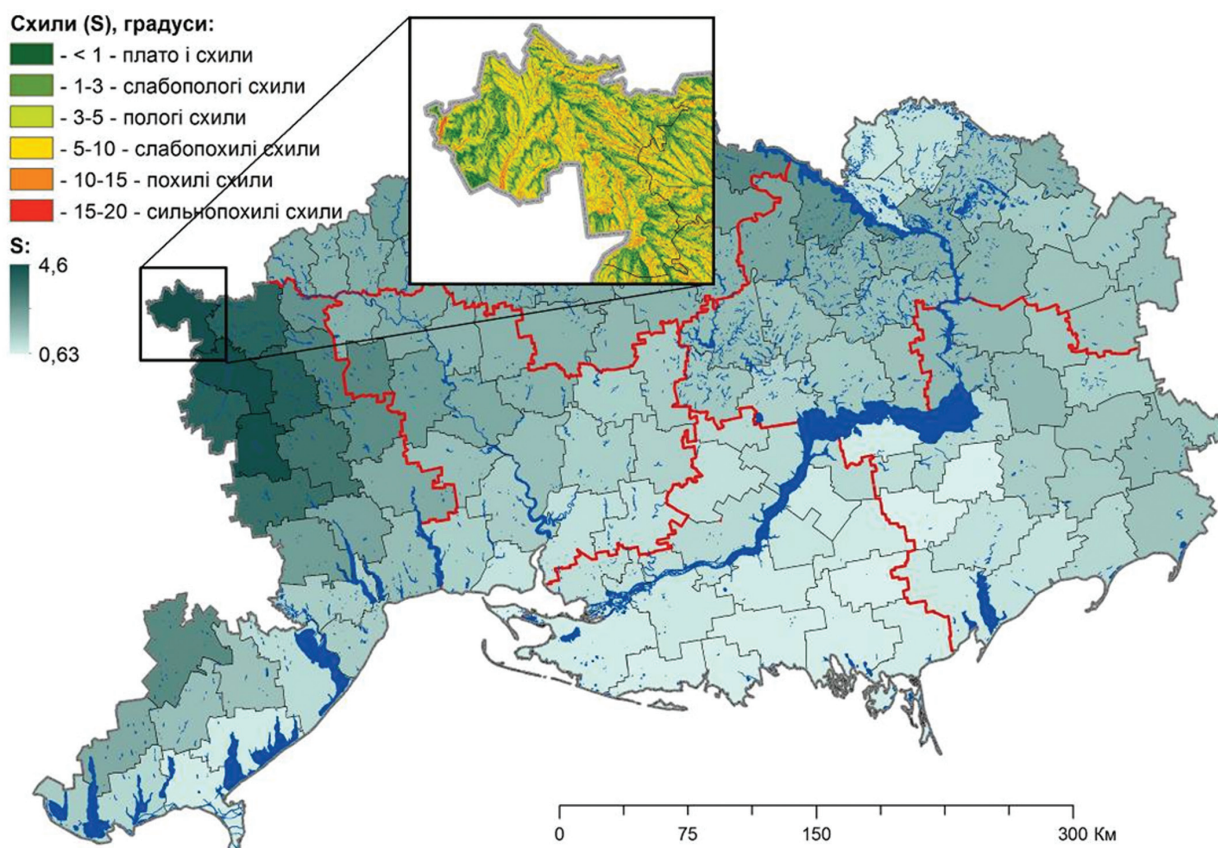 Схили (S), градуси:
- < 1 - плато і схили
- 1-3 - слабопологі схили
- 3-5 - пологі схили
- 5-10 - слабопохилі схили
- 10-15 - похилі схили
- 15-20 - сильнопохилі схили
S:
4,6
0,63
0 75 150 300 Км